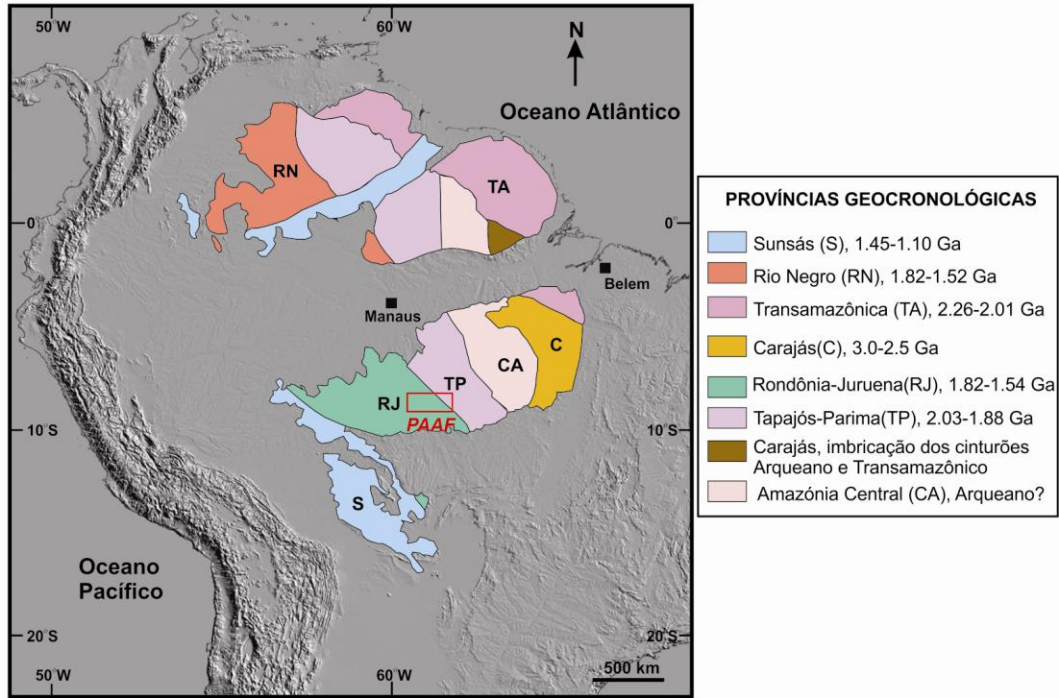 50°W
60°W
N
Oceano Atlântico
RN
TA
0°
0°
Belem
Manaus
C
CA
TP
RJ
PAAF
10°S
10°S
S
Oceano
Pacífico
20°S
20°S
50°W
60°W
500 km
PROVÍNCIAS GEOCRONOLÓGICAS
Sunsás (S), 1.45-1.10 Ga
Rio Negro (RN), 1.82-1.52 Ga
Transamazônica (TA), 2.26-2.01 Ga
Carajás(C), 3.0-2.5 Ga
Rondônia-Juruena(RJ), 1.82-1.54 Ga
Tapajós-Parima(TP), 2.03-1.88 Ga
Carajás, imbricação dos cinturões
Arqueano e Transamazônico
Amazónia Central (CA), Arqueano?